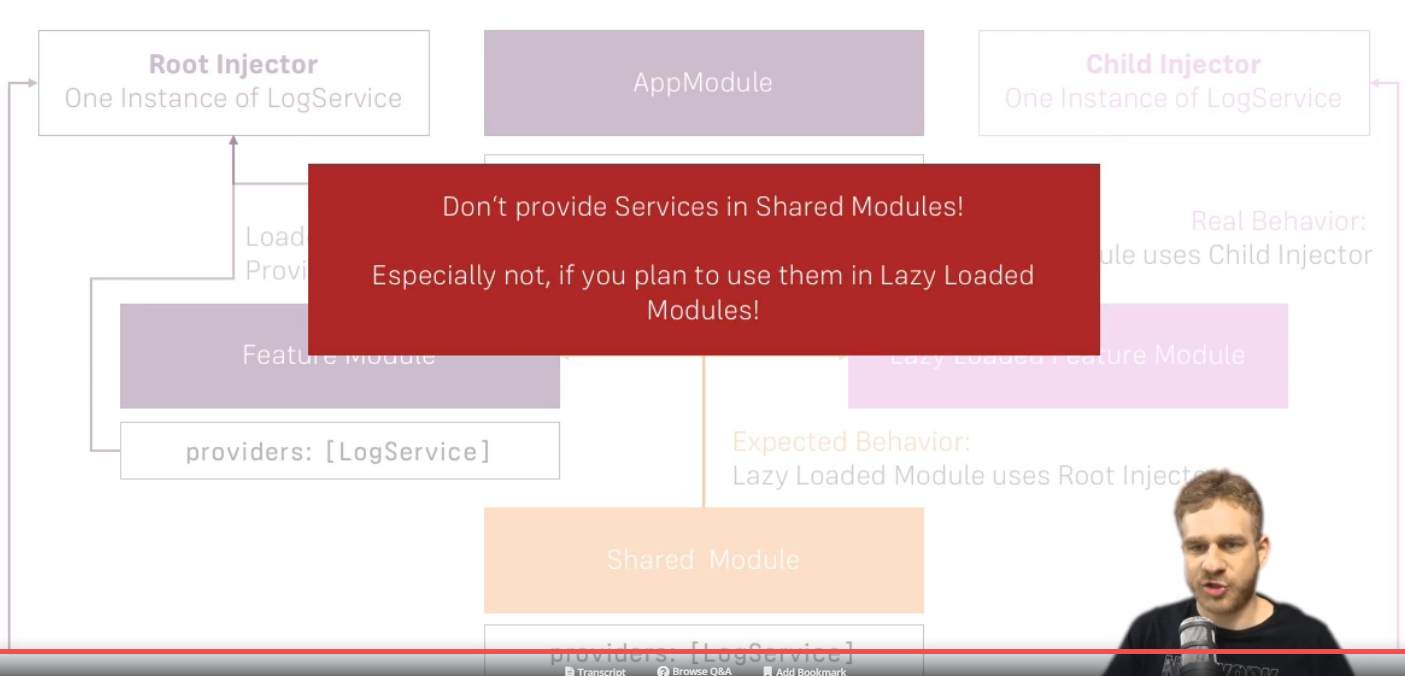 Root Injector
One Instance of LogService
AppModule
Child Injector
One Instance of LogService
Don't provide Services in Shared Modules!
Especially not, if you plan to use them in Lazy Loaded
Modules!
Load
Provi
Real Behavior:
ule uses Child Injector
Feature Module
Lazy Loaded Feature Module
providers: [LogService]
Expected Behavior:
Lazy Loaded Module uses Root Injecto
Shared Module
providers: [LogService]
Transcript
Browse Q&A
Add Bookmark